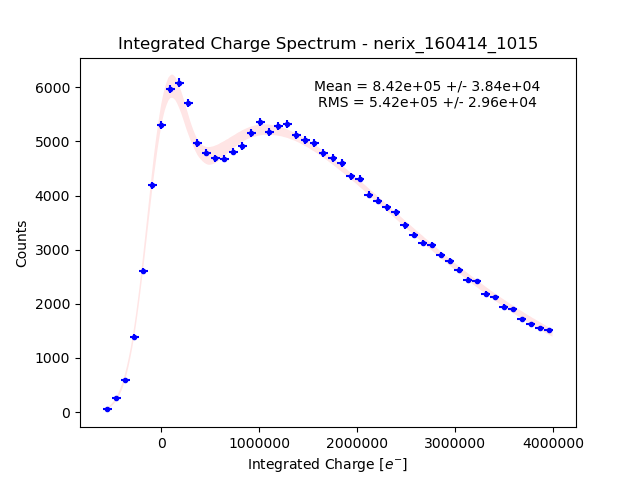 Integrated Charge Spectrum - nerix_160414_1015
Mean = 8.42e+05 +/- 3.84e+04
RMS = 5.42e+05 +/- 2.96e+04
6000
5000
4000
3000
2000
1000
0
Counts
0 1000000 2000000 3000000 4000000
Integrated Charge [e⁻]